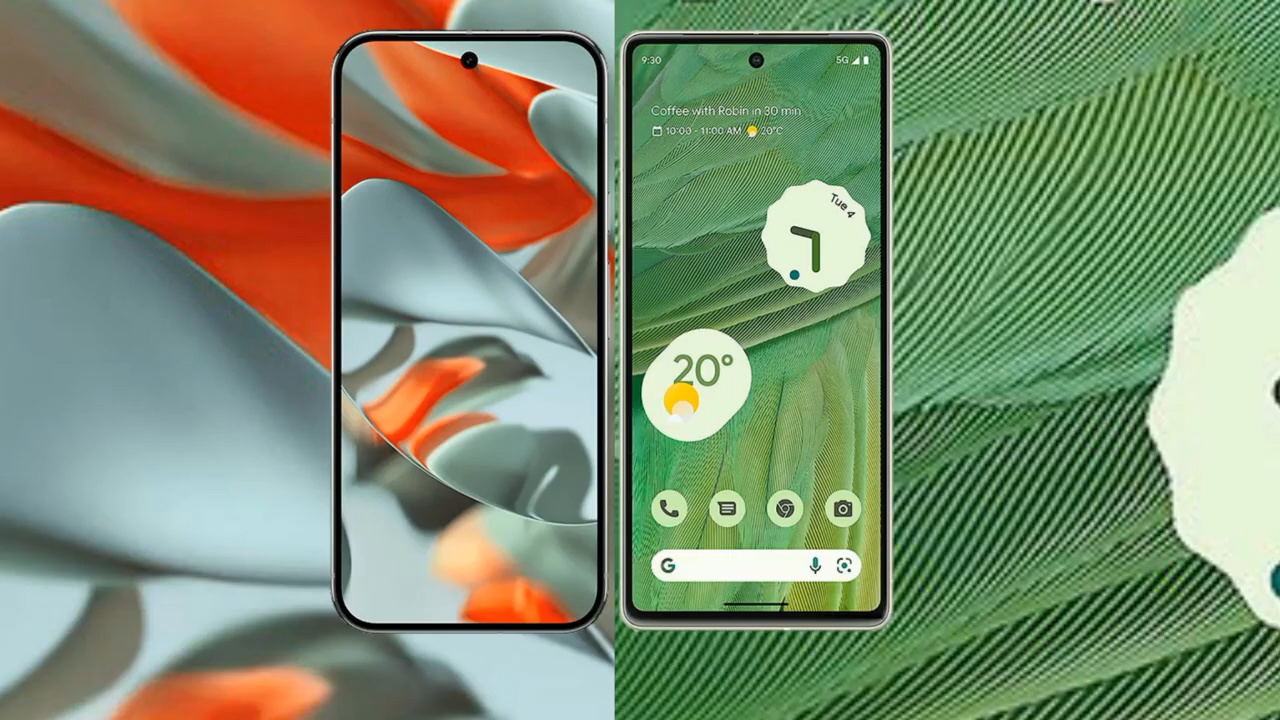 9:30
5G
Coffee with Robin in 30 min
10:00 - 11:00 AM 20°C
Tue 4
20°
G